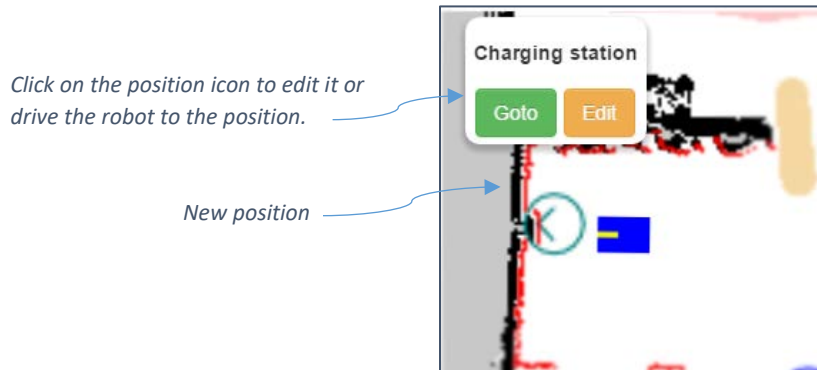 Charging station
Click on the position icon to edit it or
drive the robot to the position.
Goto Edit
New position